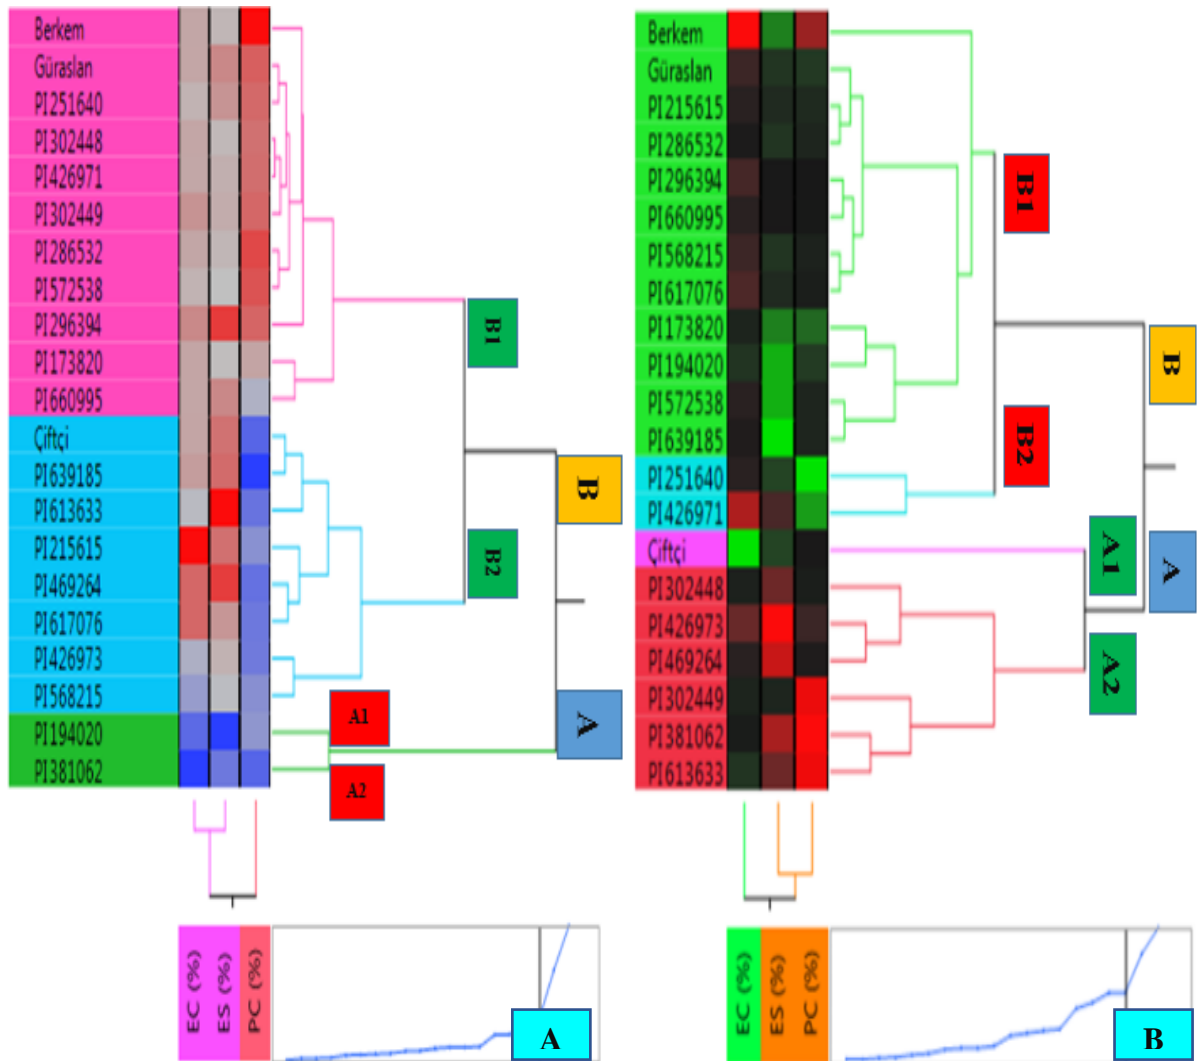 Berkem
Güraslan
PI251640
PI302448
PI426971
PI302449
PI286532
PI572538
PI296394
PI173820
PI660995
Çiftçi
PI639185
PI613633
PI215615
PI469264
PI617076
PI426973
PI568215
PI194020
PI381062
B1
B2
B
A1
A2
A
EC (%)
ES (%)
PC (%)
A
Berkem
Güraslan
PI215615
PI286532
PI296394
PI660995
PI568215
PI617076
PI173820
PI194020
PI572538
PI639185
PI251640
PI426971
Çiftçi
PI302448
PI426973
PI469264
PI302449
PI381062
PI613633
B1
B2
B
A1
A2
A
EC (%)
ES (%)
PC (%)
B